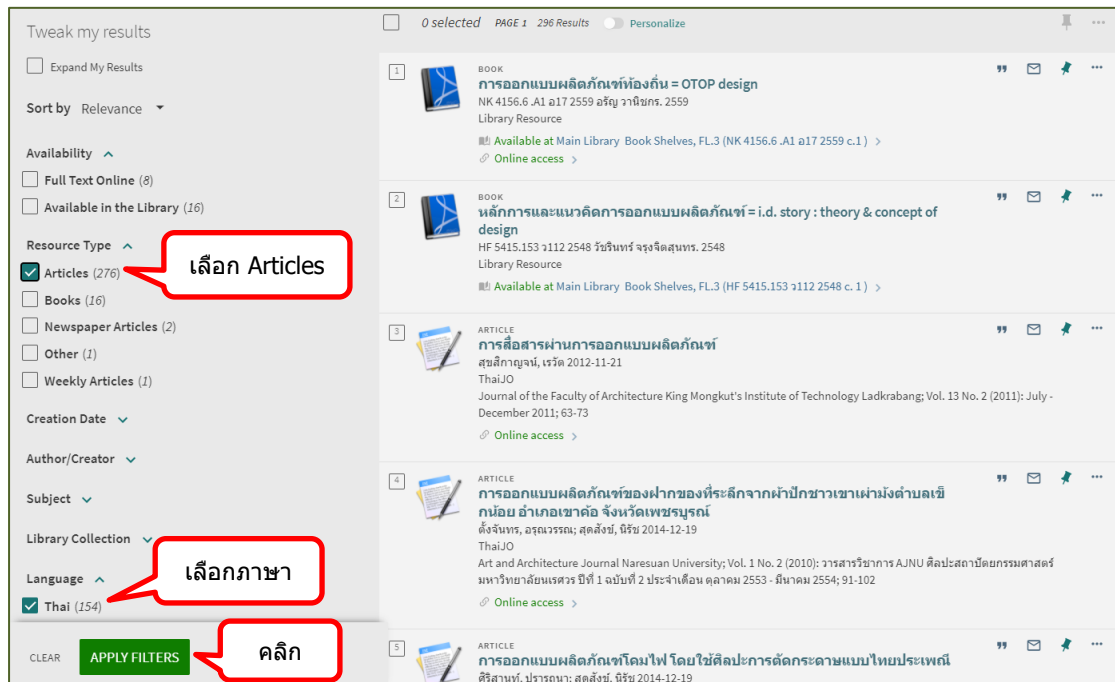 Tweak my results
Expand My Results
Sort by Relevance
Availability
Full Text Online (8)
Available in the Library (16)
Resource Type
Articles (276)
เลือก Articles
Books (16)
Newspaper Articles (2)
Other (1)
Weekly Articles (1)
Creation Date
Author/Creator
Subject
Library Collection
Language
เลือกภาษา
Thai (154)
CLEAR
APPLY FILTERS
คลิก
0 selected PAGE 1 296 Results Personalize
1
BOOK
การออกแบบผลิตภัณฑ์ท้องถิ่น = OTOP design
NK 4156.6 .A1 อ17 2559 อรัญ วานิชกร. 2559
Library Resource
Available at Main Library Book Shelves, FL.3 (NK 4156.6 .A1 อ17 2559 c.1 )
Online access
2
BOOK
หลักการและแนวคิดการออกแบบผลิตภัณฑ์ = i.d. story : theory & concept of
design
HF 5415.153 ว112 2548 วัชรินทร์ จรุงจิตสุนทร. 2548
Library Resource
Available at Main Library Book Shelves, FL.3 (HF 5415.153 ว112 2548 c. 1 )
3
ARTICLE
การสื่อสารผ่านการออกแบบผลิตภัณฑ์
สุขสีกาญจน์, เรวัต 2012-11-21
ThaiJO
Journal of the Faculty of Architecture King Mongkut's Institute of Technology Ladkrabang; Vol. 13 No. 2 (2011): July -
December 2011; 63-73
Online access
4
ARTICLE
การออกแบบผลิตภัณฑ์ของฝากของที่ระลึกจากผ้าปักชาวเขาเผ่าม้งตำบลเข็
กน้อย อำเภอเขาค้อ จังหวัดเพชรบูรณ์
ตั้งจันทร, อรุณวรรณ; สุดสังข์, นิรัช 2014-12-19
ThaiJO
Art and Architecture Journal Naresuan University; Vol. 1 No. 2 (2010): วารสารวิชาการ AJNU ศิลปะสถาปัตยกรรมศาสตร์
มหาวิทยาลัยนเรศวร ปีที่ 1 ฉบับที่ 2 ประจำเดือน ตุลาคม 2553 - มีนาคม 2554; 91-102
Online access
5
ARTICLE
การออกแบบผลิตภัณฑ์โคมไฟ โดยใช้ศิลปะการตัดกระดาษแบบไทยประเพณี
ศิริสานท์, ปรารถนา; สุดสังข์, นิรัช 2014-12-19